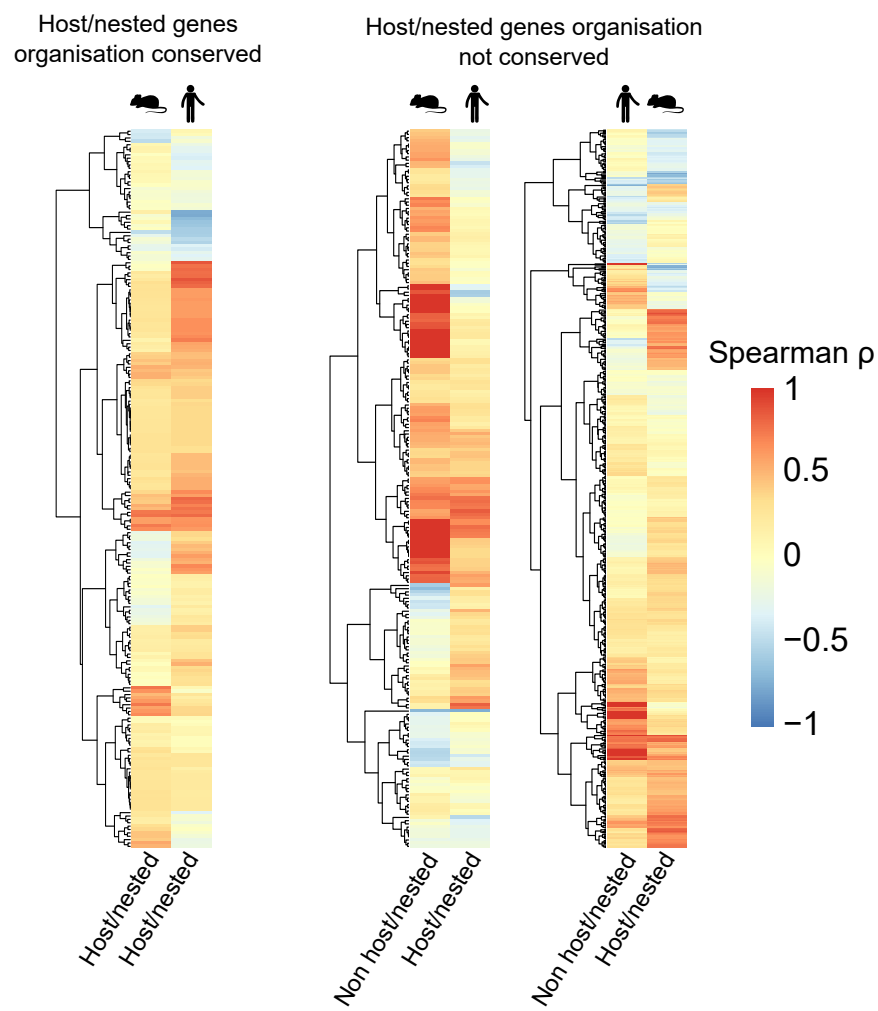 Host/nested genes
organisation conserved
Host/nested genes organisation
not conserved
Spearman ρ
1
0.5
0
−0.5
−1
Host/nested
Host/nested
Non host/nested
Host/nested
Non host/nested
Host/nested